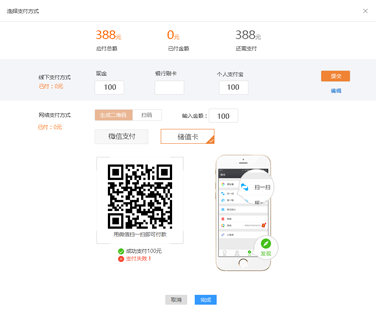 选择支付方式
388元 0元 388元
应付总额 已付金额 还需支付
线下支付方式 现金 银行刷卡 个人支付宝
已付：0元 100 100 提交
编辑
网络支付方式 生成二维码 扫码 输入金额： 100
已付：0元
微信支付 储值卡
扫一扫
用微信扫一扫即可付款
成功支付100元
支付失败！
取消 完成